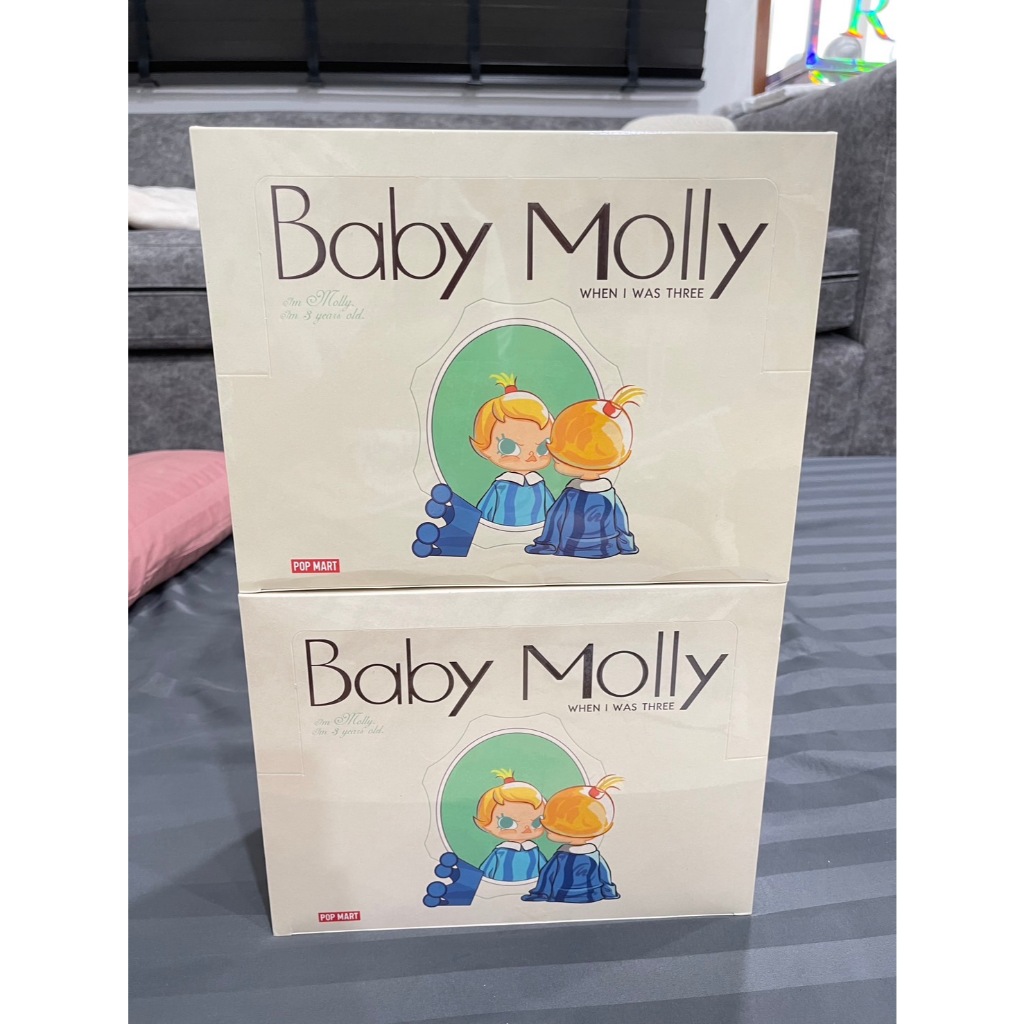 R
Baby Molly
WHEN I WAS THREE
I'm Molly.
I'm 3 years old.
POP MART
Baby Molly
WHEN I WAS THREE
I'm Molly.
I'm 3 years old.
POP MART